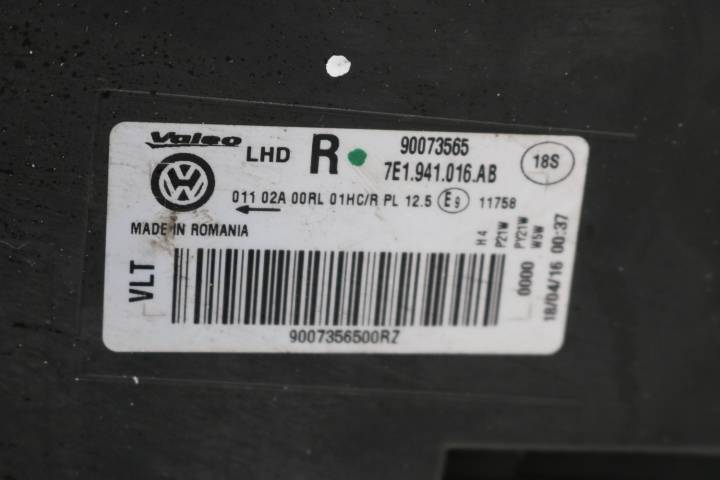 Valeo
LHD R
90073565
7E1.941.016.AB
18S
011 02A 00RL 01HC/R PL 12.5 E9 11758
MADE IN ROMANIA
VLT
H4
P21W
PY21W
W5W
0000
18/04/16 00:37
9007356500RZ